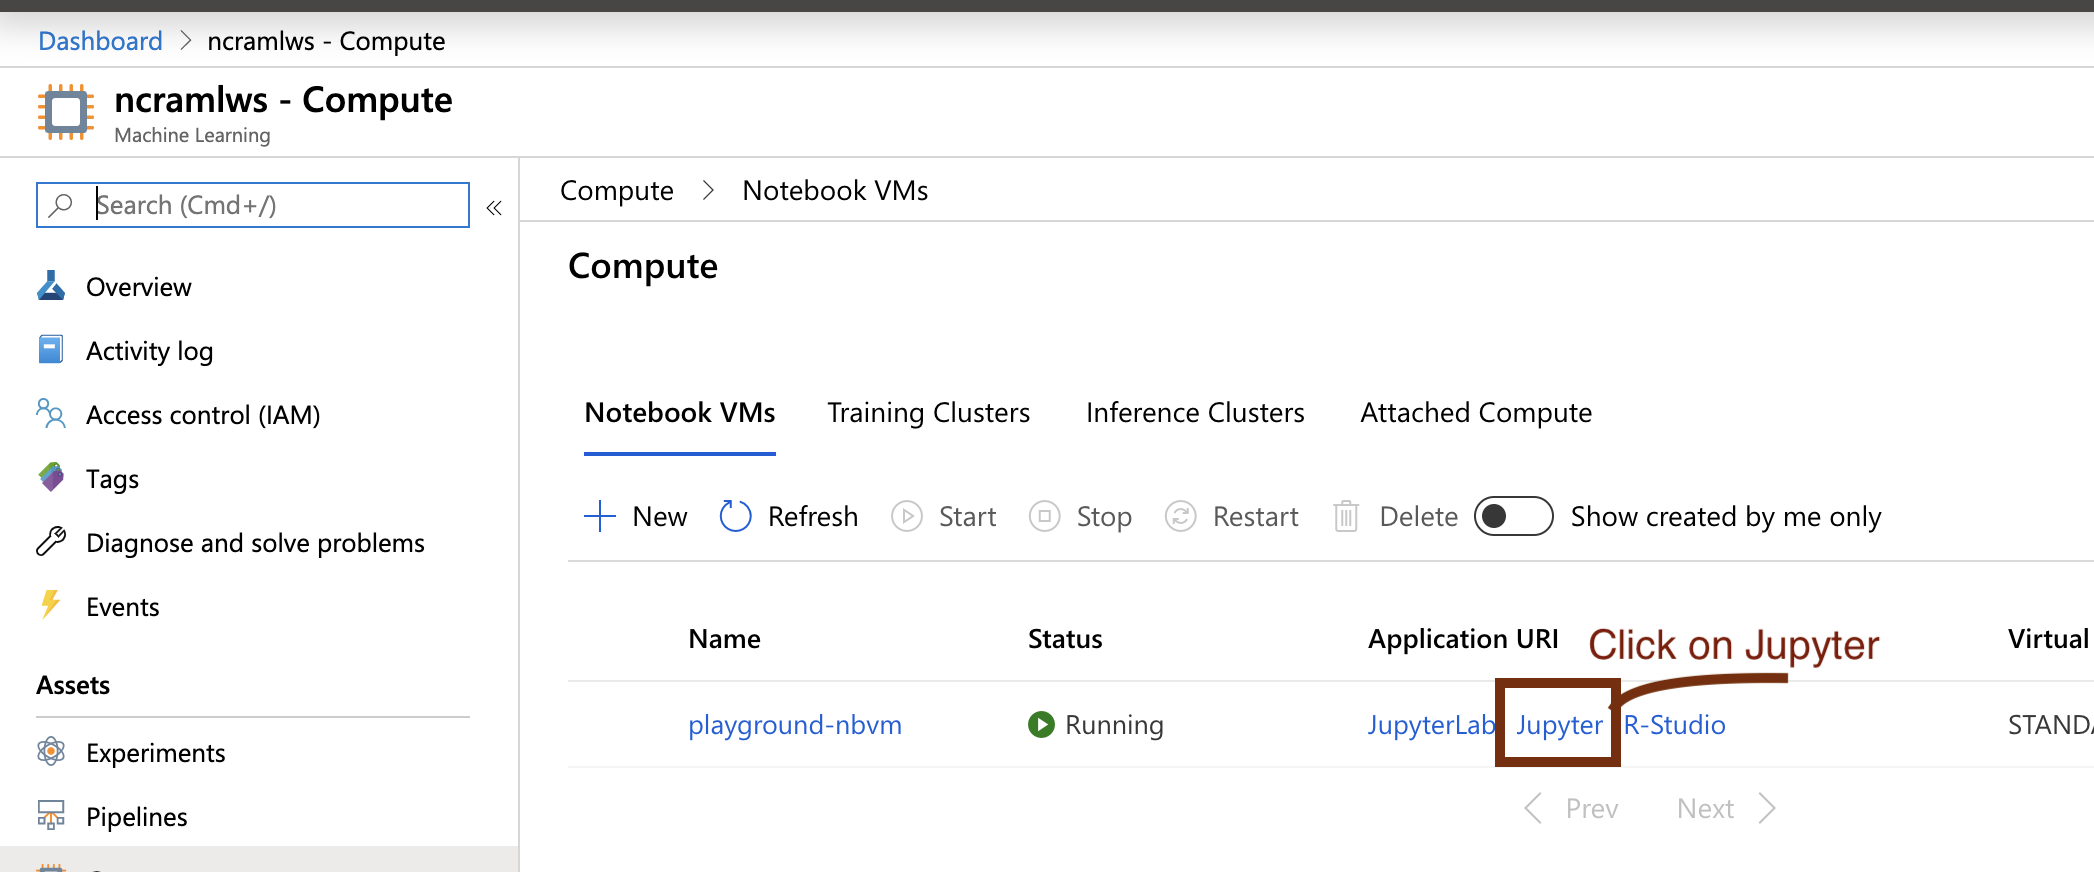 Dashboard > ncramlws - Compute
ncramlws - Compute
Machine Learning
Search (Cmd+/)
«
Overview
Activity log
Access control (IAM)
Tags
Diagnose and solve problems
Events
Assets
Experiments
Pipelines
Compute > Notebook VMs
Compute
Notebook VMs Training Clusters Inference Clusters Attached Compute
New Refresh Start Stop Restart Delete Show created by me only
Name Status Application URI Virtual
Click on Jupyter
playground-nbvm Running JupyterLab Jupyter R-Studio
Prev Next